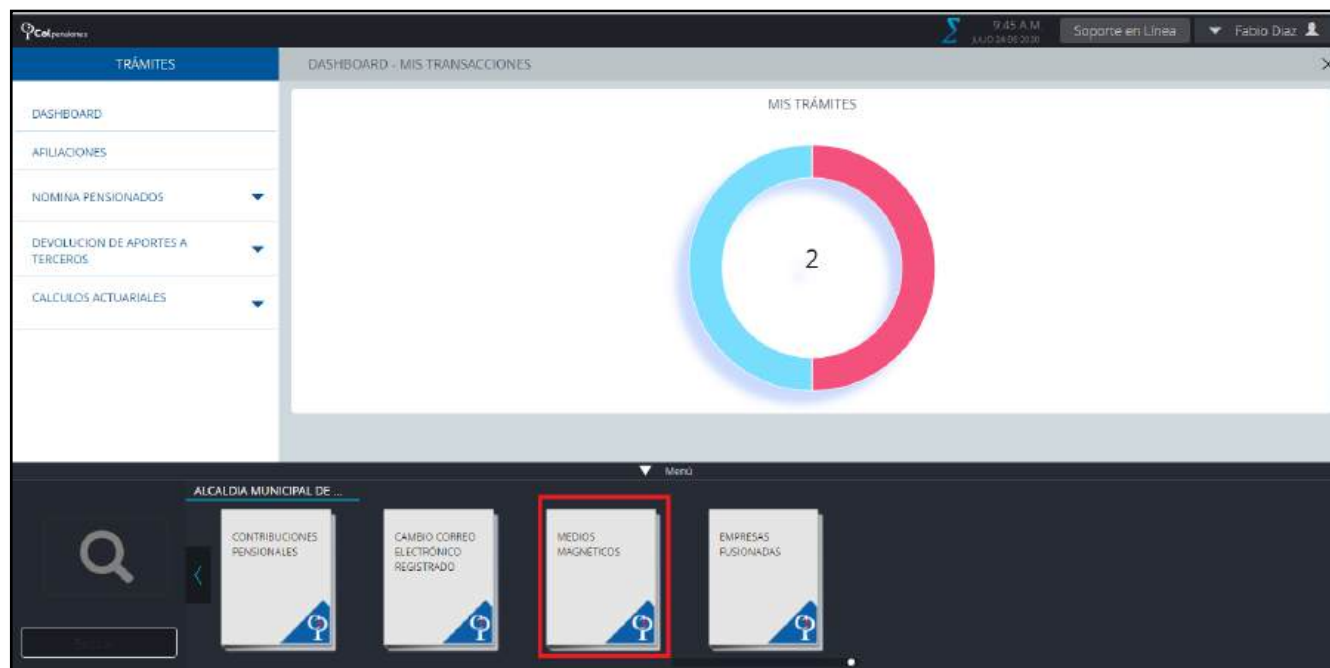 Colpensiones
9:45 A.M.
Soporte en Línea
Fabio Diaz
TRÁMITES
DASHBOARD - MIS TRANSACCIONES
DASHBOARD
AFILIACIONES
NOMINA PENSIONADOS
DEVOLUCION DE APORTES A
TERCEROS
CALCULOS ACTUARIALES
MIS TRÁMITES
2
Menú
ALCALDIA MUNICIPAL DE ...
CONTRIBUCIONES
PENSIONALES
CAMBIO CORREO
ELECTRÓNICO
REGISTRADO
MEDIOS
MAGNÉTICOS
EMPRESAS
FUSIONADAS